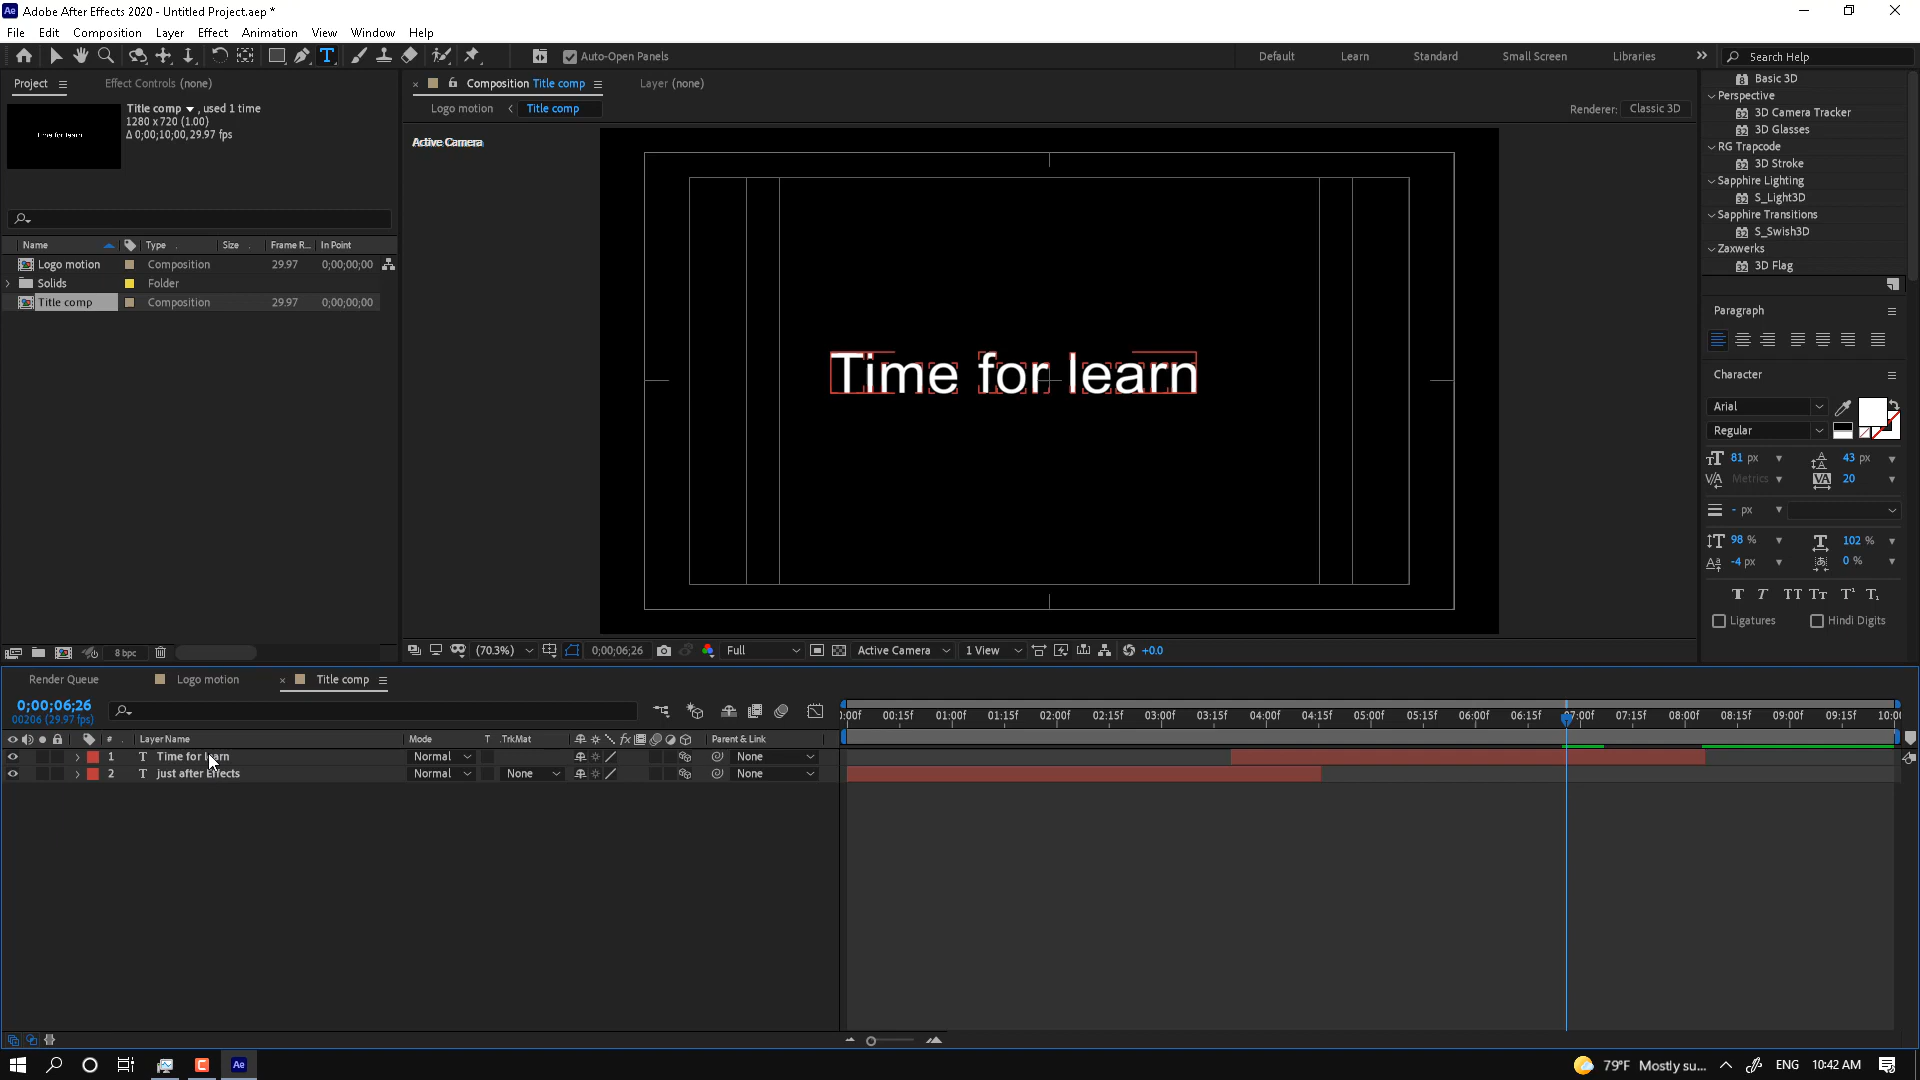 Adobe After Effects 2020 - Untitled Project.aep *
File Edit Composition Layer Effect Animation View Window Help
Auto-Open Panels
Default Learn Standard Small Screen Libraries
Search Help
Project
Effect Controls (none)
Title comp , used 1 time
1280 x 720 (1.00)
Δ 0;00;10;00, 29.97 fps
Name Type Size Frame R... In Point
Logo motion Composition 29.97 0;00;00;00
Solids Folder
Title comp Composition 29.97 0;00;00;00
8 bpc
Composition Title comp
Layer (none)
Logo motion
Title comp
Renderer: Classic 3D
Active Camera
Time for learn
(70.3%) 0;00;06;26 Full Active Camera 1 View +0.0
Basic 3D
Perspective
3D Camera Tracker
3D Glasses
RG Trapcode
3D Stroke
Sapphire Lighting
S_Light3D
Sapphire Transitions
S_Swish3D
Zaxwerks
3D Flag
Paragraph
Character
Arial
Regular
81 px 43 px
Metrics 20
- px
98 % 102 %
-4 px 0 %
Ligatures Hindi Digits
Render Queue Logo motion Title comp
0;00;06;26
00206 (29.97 fps)
# Layer Name Mode T .TrkMat Parent & Link
1 Time for learn Normal None
2 just after Effects Normal None None
00:15f 01:00f 01:15f 02:00f 02:15f 03:00f 03:15f 04:00f 04:15f 05:00f 05:15f 06:00f 06:15f 07:00f 07:15f 08:00f 08:15f 09:00f 09:15f
79°F Mostly su... ENG 10:42 AM